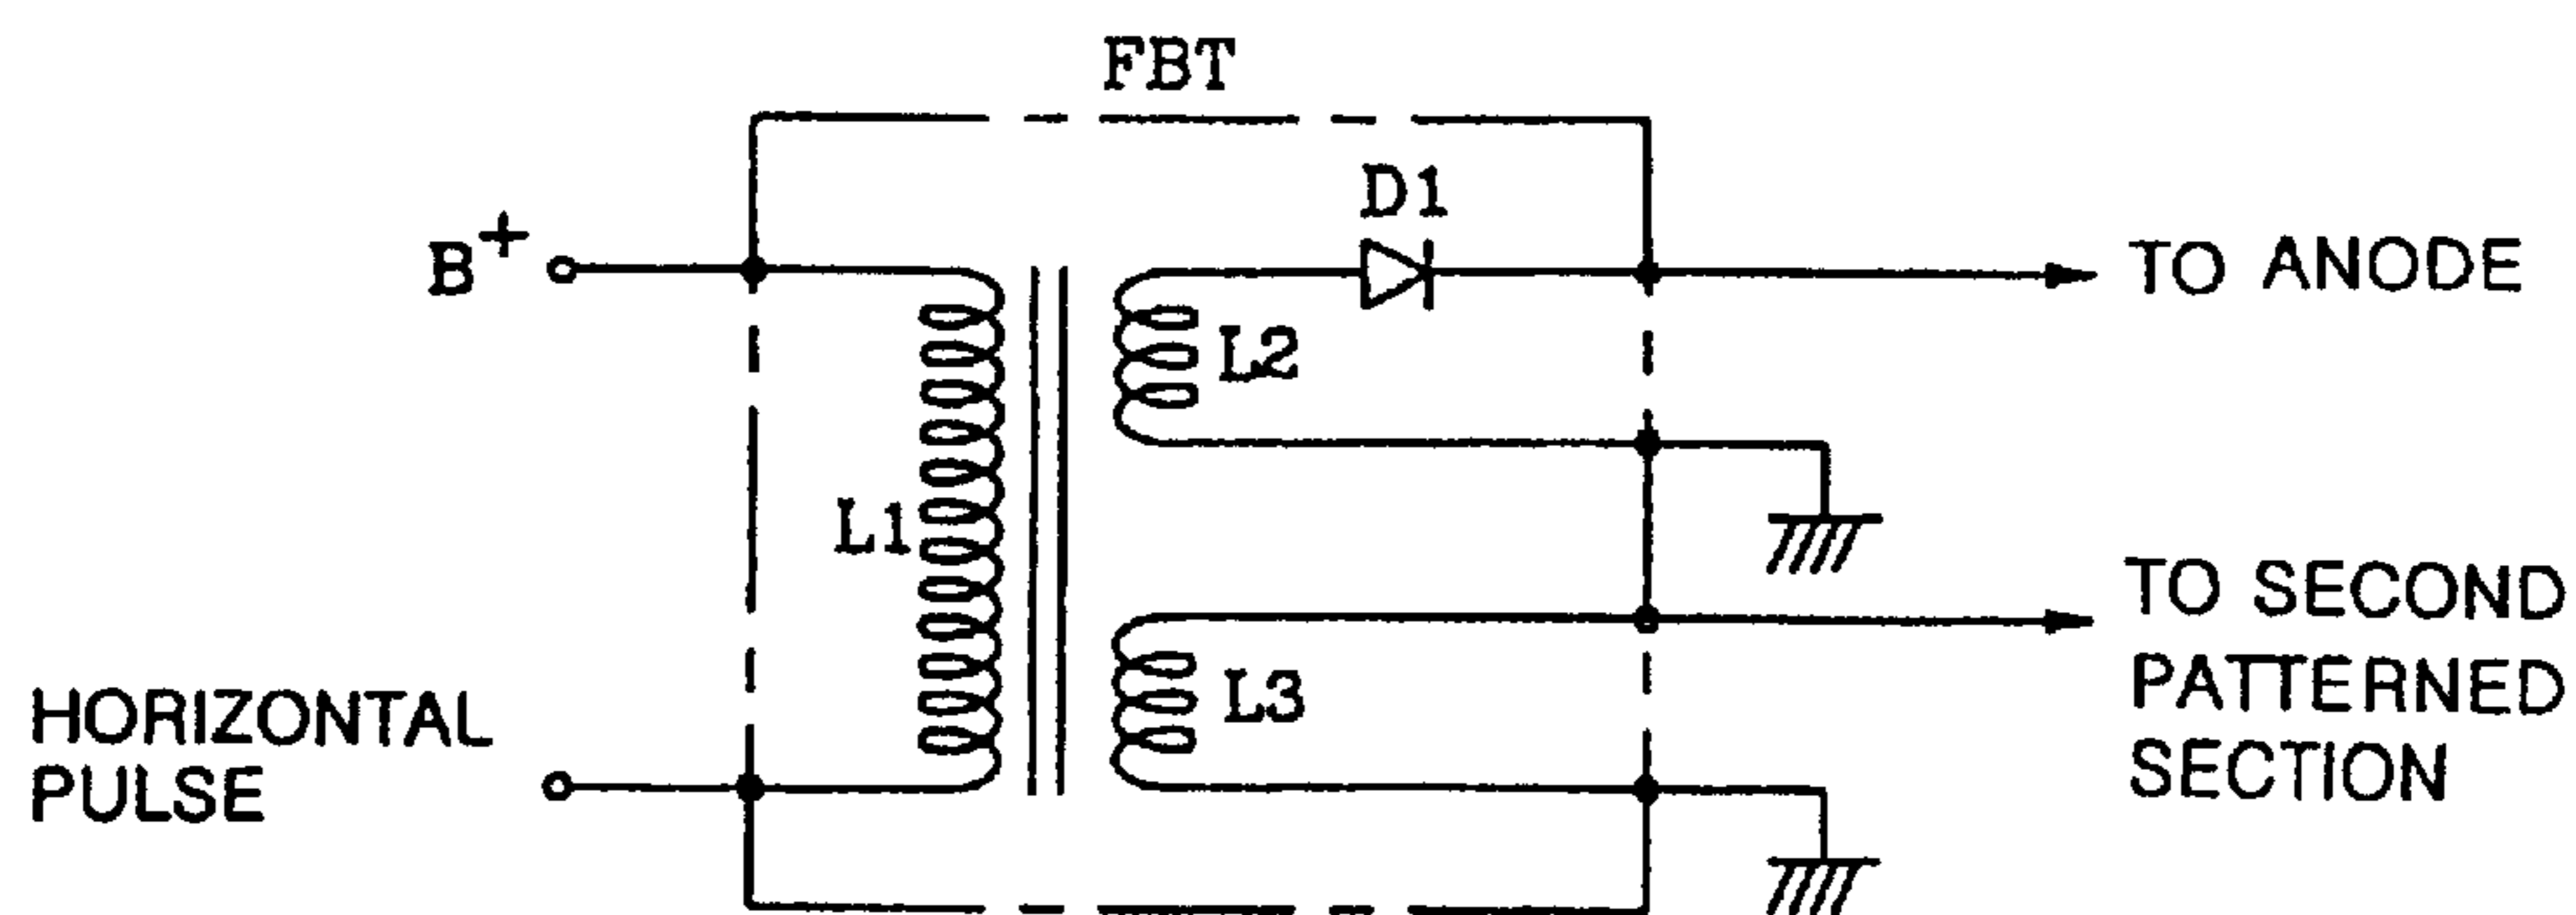 FBT
D1
B+
TO ANODE
L2
L1
TO SECOND
PATTERNED
SECTION
L3
HORIZONTAL
PULSE